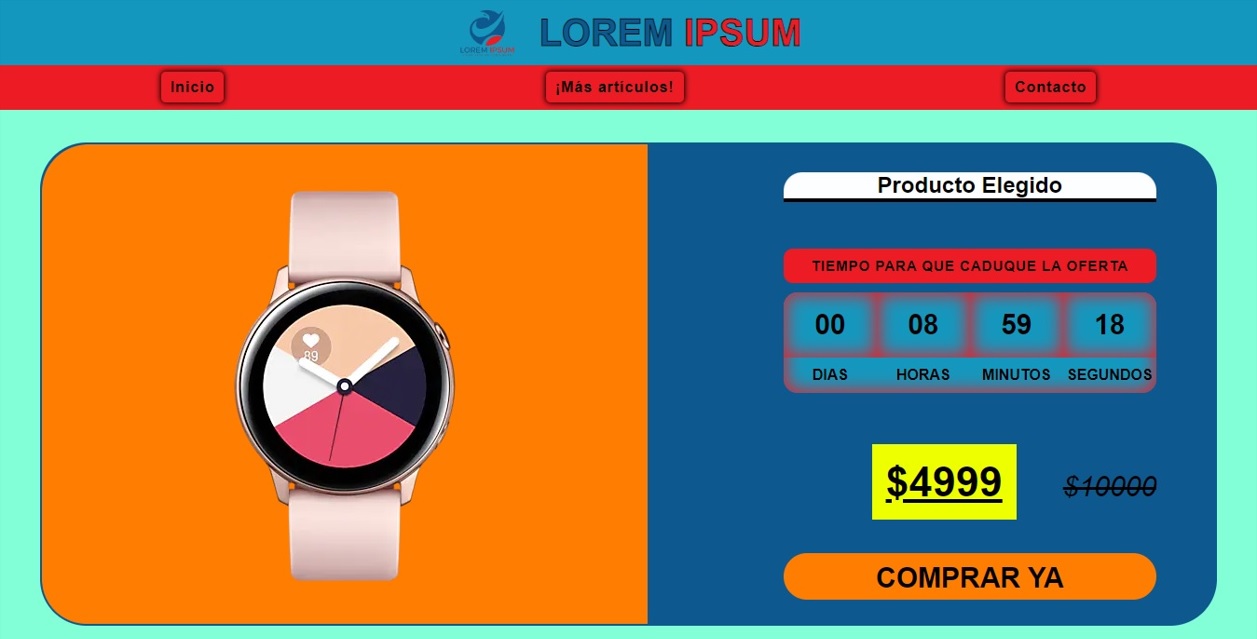 LOREM IPSUM
LOREM IPSUM
Inicio
¡Más articulos!
Contacto
Producto Elegido
TIEMPO PARA QUE CADUQUE LA OFERTA
00 08 59 18
DIAS HORAS MINUTOS SEGUNDOS
89
$4999 $10000
COMPRAR YA